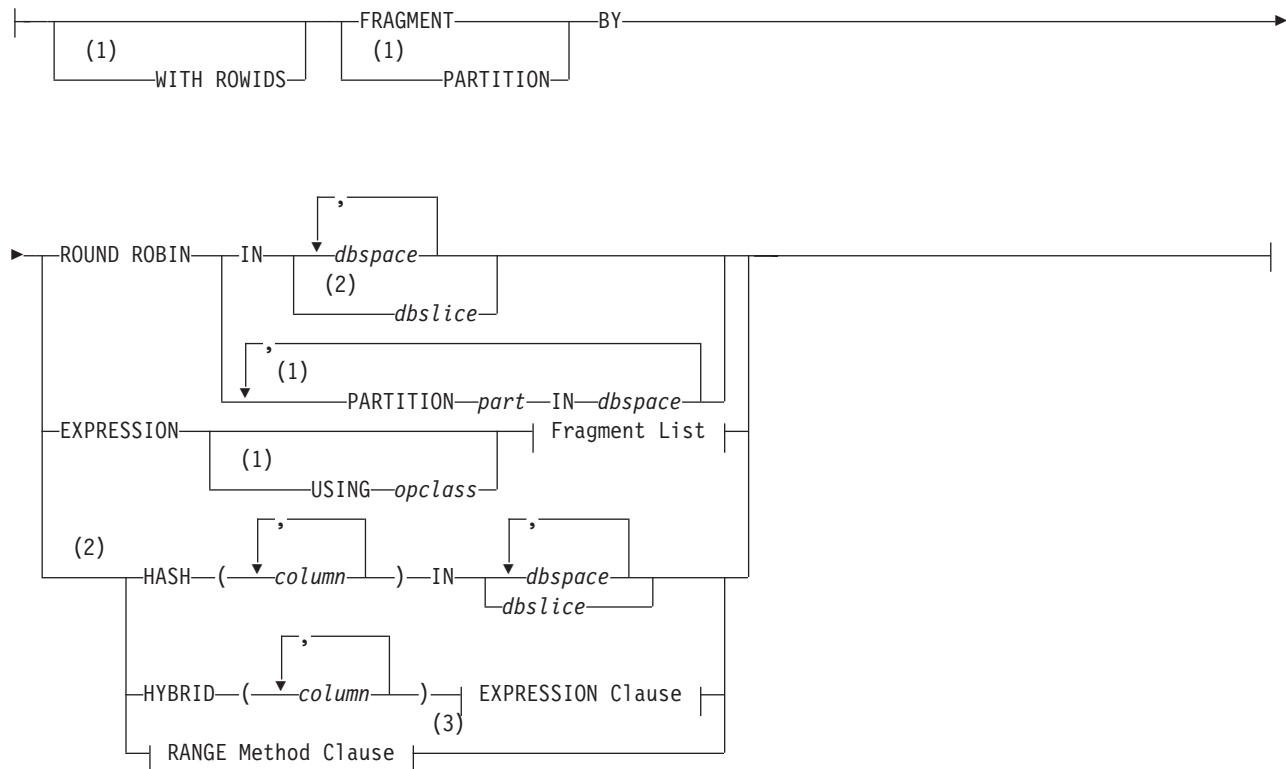 FRAGMENT BY
(1) (1)
WITH ROWIDS PARTITION
,
ROUND ROBIN IN dbspace
(2)
dbslice
,
(1)
PARTITION part IN dbspace
EXPRESSION Fragment List
(1)
USING opclass
, ,
(2)
HASH ( column ) IN dbspace
dbslice
,
HYBRID ( column ) EXPRESSION Clause
(3)
RANGE Method Clause